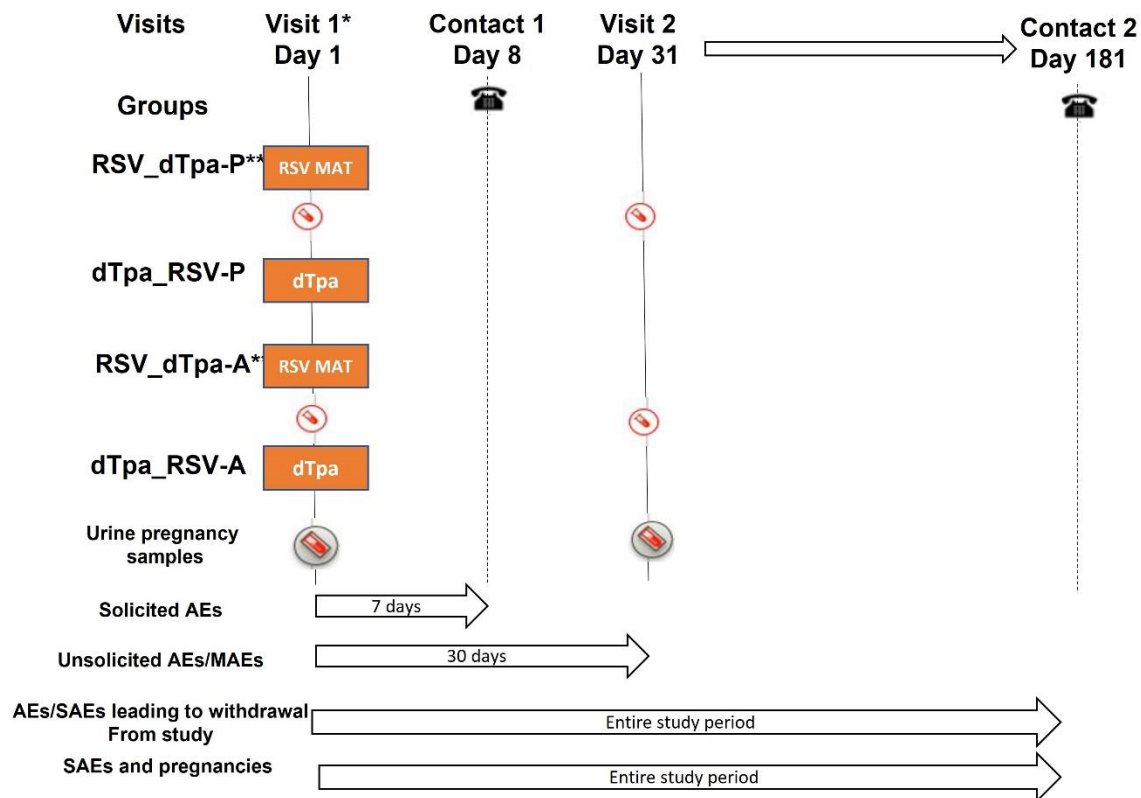 Visits
Visit 1*
Day 1
Contact 1
Day 8
Visit 2
Day 31
Contact 2
Day 181
Groups
RSV_dTpa-P**
RSV MAT
dTpa_RSV-P
dTpa
RSV_dTpa-A**
RSV MAT
dTpa_RSV-A
dTpa
Urine pregnancy
samples
Solicited AEs
7 days
Unsolicited AEs/MAEs
30 days
AEs/SAEs leading to withdrawal
From study
Entire study period
SAEs and pregnancies
Entire study period